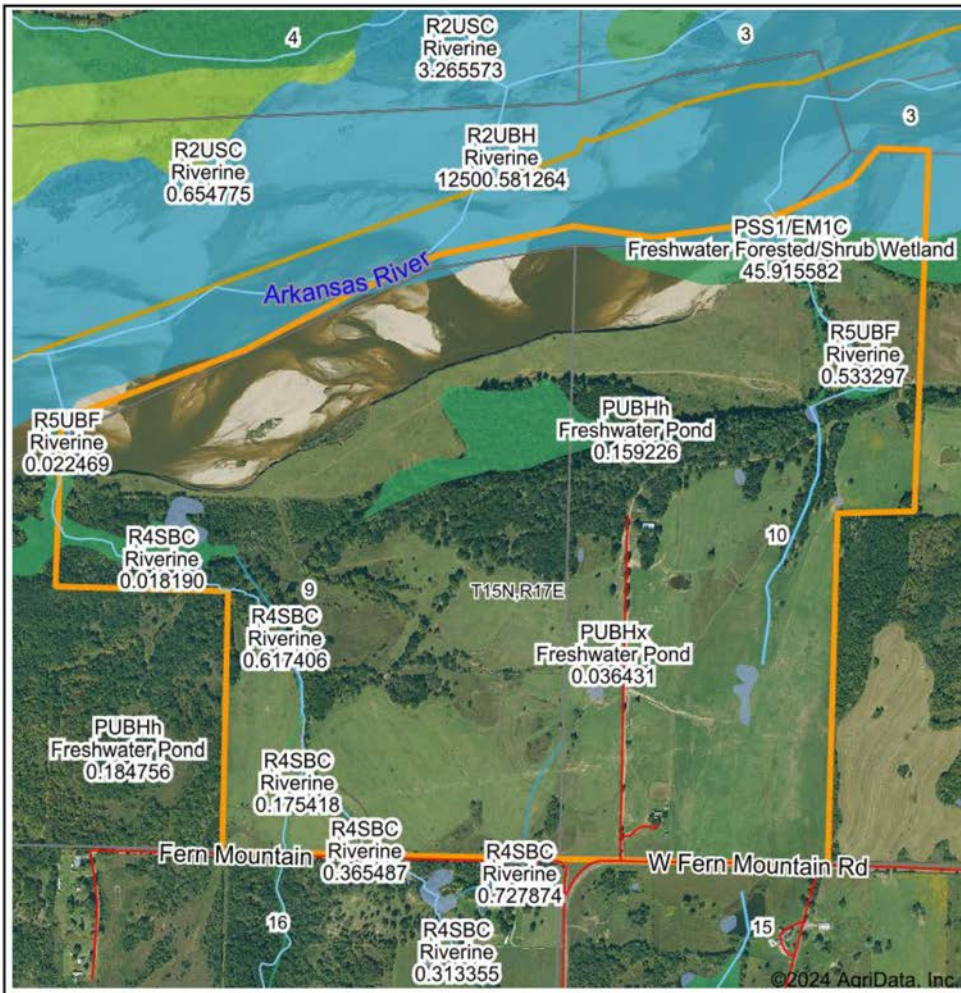 4
R2USC
Riverine
3.265573
3
3
R2USC
Riverine
0.654775
R2UBH
Riverine
12500.581264
PSS1/EM1C
Freshwater Forested/Shrub Wetland
45.915582
Arkansas River
R5UBF
Riverine
0.533297
R5UBF
Riverine
0.022469
PUBHh
Freshwater Pond
0.159226
R4SBC
Riverine
0.018190
10
9
T15N,R17E
R4SBC
Riverine
0.617406
PUBHx
Freshwater Pond
0.036431
PUBHh
Freshwater Pond
0.184756
R4SBC
Riverine
0.175418
R4SBC
Riverine
0.365487
Fern Mountain
R4SBC
Riverine
0.727874
W Fern Mountain Rd
16
R4SBC
Riverine
0.313355
15
©2024 AgriData, Inc.